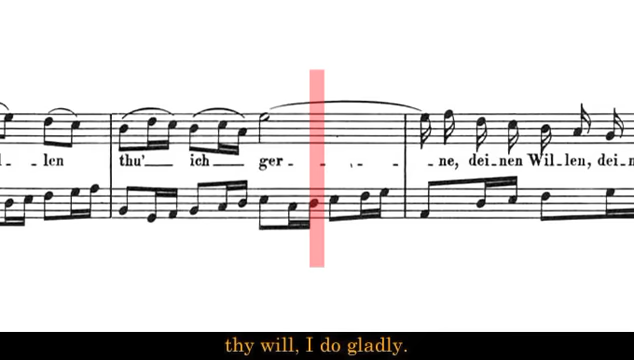 - - len thu' ich ger - - - - ne, dei - nen Wil - len, dei - n
thy will, I do gladly.